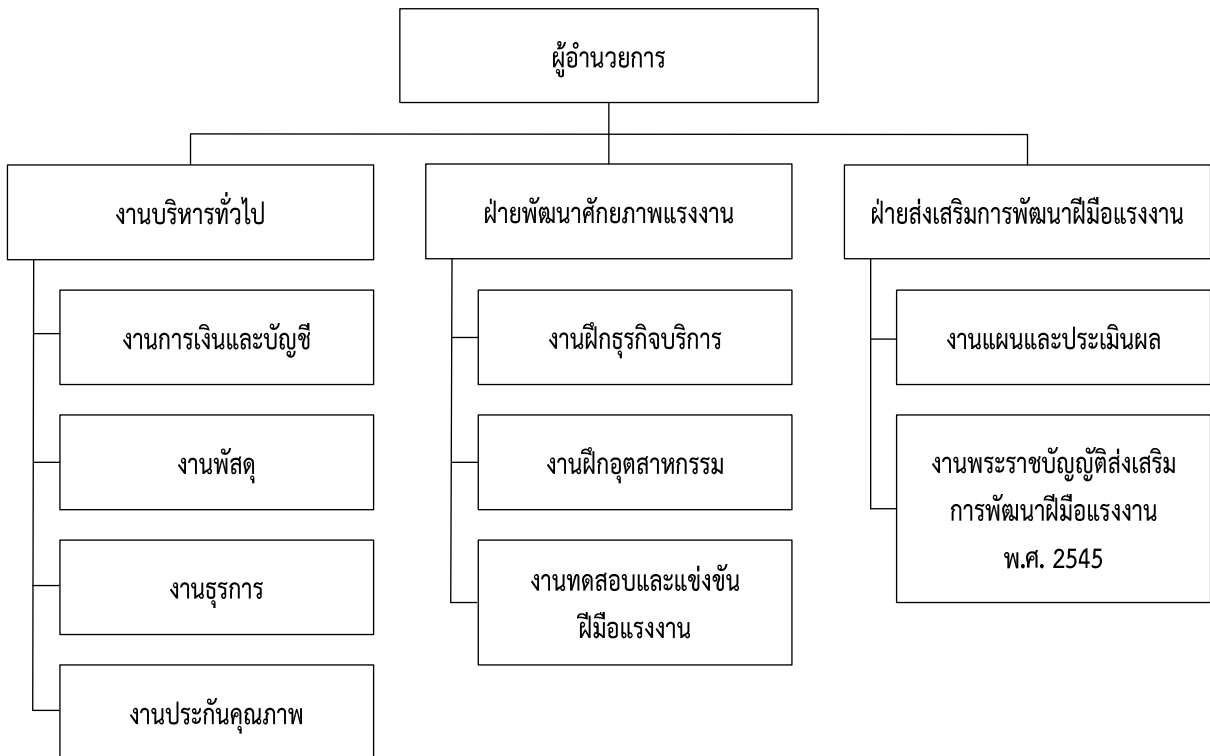 ผู้อำนวยการ
งานบริหารทั่วไป
งานการเงินและบัญชี
งานพัสดุ
งานธุรการ
งานประกันคุณภาพ
ฝ่ายพัฒนาศักยภาพแรงงาน
งานฝึกธุรกิจบริการ
งานฝึกอุตสาหกรรม
งานทดสอบและแข่งขัน
ฝีมือแรงงาน
ฝ่ายส่งเสริมการพัฒนาฝีมือแรงงาน
งานแผนและประเมินผล
งานพระราชบัญญัติส่งเสริม
การพัฒนาฝีมือแรงงาน
พ.ศ. 2545